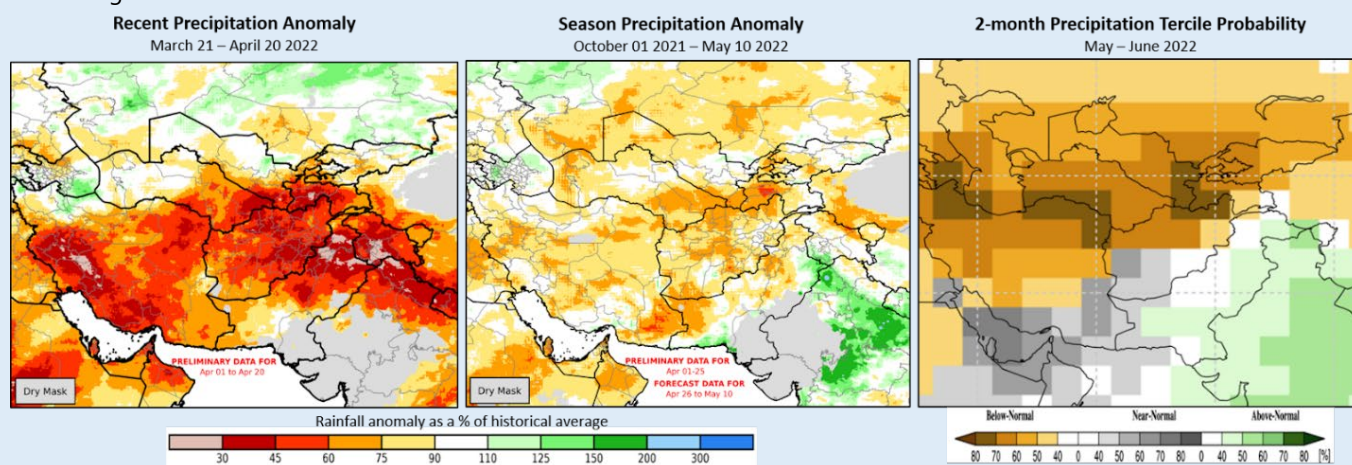 Recent Precipitation Anomaly
March 21 – April 20 2022
PRELIMINARY DATA FOR
Apr 01 to Apr 20
Dry Mask
Season Precipitation Anomaly
October 01 2021 – May 10 2022
PRELIMINARY DATA FOR
Apr 01-25
FORECAST DATA FOR
Apr 26 to May 10
Dry Mask
2-month Precipitation Tercile Probability
May – June 2022
Rainfall anomaly as a % of historical average
30 45 60 75 90 110 125 150 200 300
Below-Normal Near-Normal Above-Normal
80 70 60 50 40 0 40 50 60 70 80 0 40 50 60 70 80 [%]